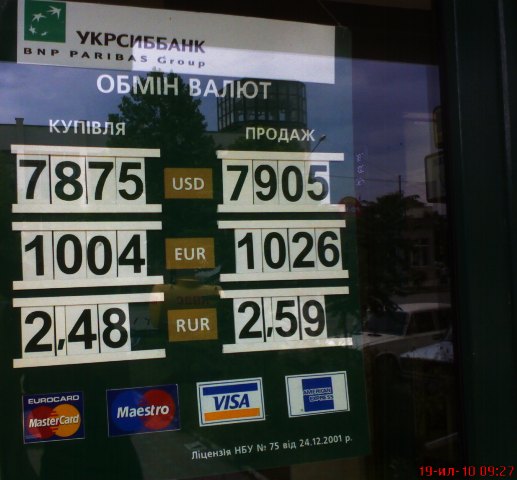 УКРСИББАНК
BNP PARIBAS Group
ОБМІН ВАЛЮТ
КУПІВЛЯ ПРОДАЖ
7875 USD 7905
1004 EUR 1026
2,48 RUR 2,59
EUROCARD
MasterCard Maestro VISA AMERICAN EXPRESS
Ліцензія НБУ № 75 від 24.12.2001 р.
19-июл-10 09:27